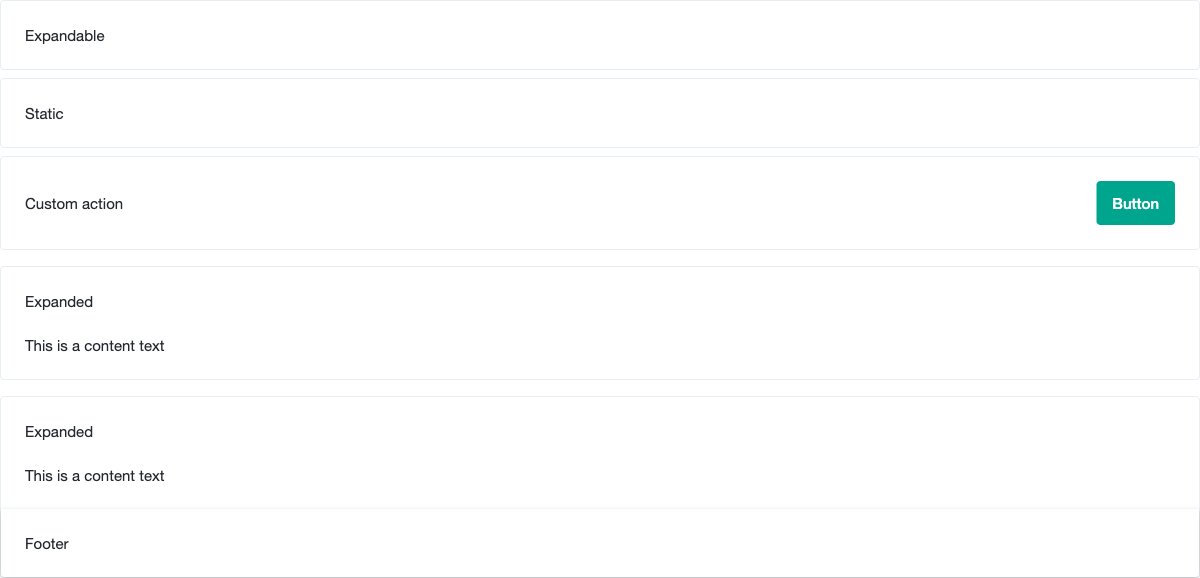 Expandable
Static
Custom action
Button
Expanded
This is a content text
Expanded
This is a content text
Footer